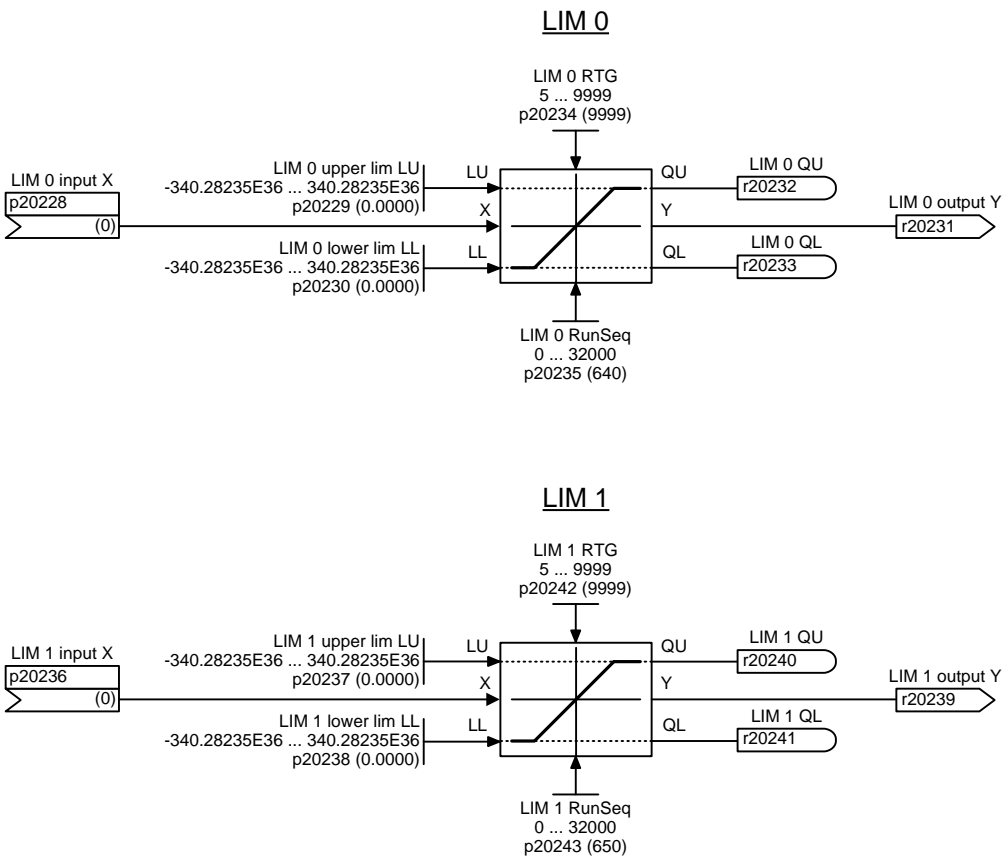 LIM 0
LIM 0 RTG
5 ... 9999
p20234 (9999)
LIM 0 input X
p20228
(0)
LIM 0 upper lim LU
-340.28235E36 ... 340.28235E36
p20229 (0.0000)
LIM 0 lower lim LL
-340.28235E36 ... 340.28235E36
p20230 (0.0000)
LU
X
LL
QU
Y
QL
LIM 0 QU
r20232
LIM 0 QL
r20233
LIM 0 output Y
r20231
LIM 0 RunSeq
0 ... 32000
p20235 (640)
LIM 1
LIM 1 RTG
5 ... 9999
p20242 (9999)
LIM 1 input X
p20236
(0)
LIM 1 upper lim LU
-340.28235E36 ... 340.28235E36
p20237 (0.0000)
LIM 1 lower lim LL
-340.28235E36 ... 340.28235E36
p20238 (0.0000)
LU
X
LL
QU
Y
QL
LIM 1 QU
r20240
LIM 1 QL
r20241
LIM 1 output Y
r20239
LIM 1 RunSeq
0 ... 32000
p20243 (650)